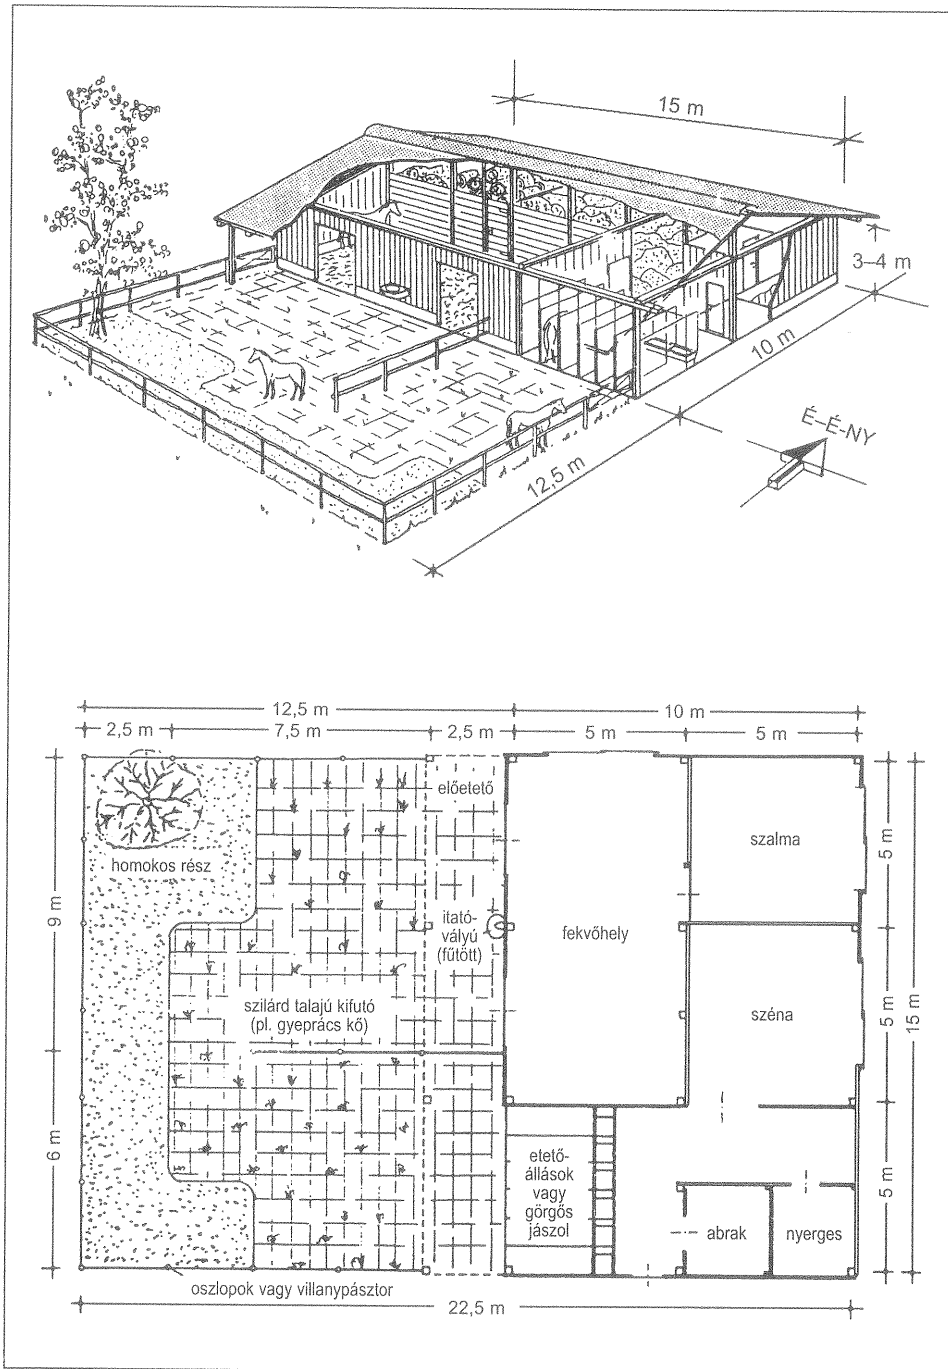 15 m
3–4 m
10 m
É–É-NY
12,5 m
12,5 m
10 m
2,5 m
7,5 m
2,5 m
5 m
5 m
előetető
szalma
homokos rész
5 m
9 m
itató-
vályú
(fűtött)
fekvőhely
szilárd talajú kifutó
(pl. gyeprács kő)
széna
5 m
15 m
6 m
etető-
állások
vagy
görgős
jászol
5 m
abrak
nyerges
oszlopok vagy villanypásztor
22,5 m